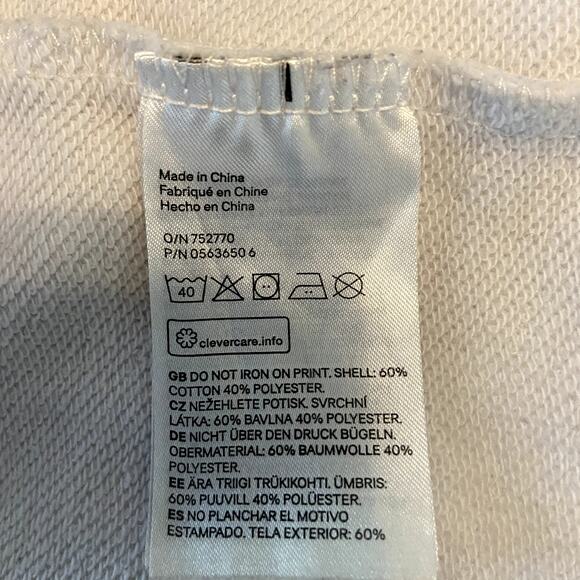 Made in China
Fabriqué en Chine
Hecho en China
O/N 752770
P/N 0563650 6
40
clevercare.info
GB DO NOT IRON ON PRINT. SHELL: 60%
COTTON 40% POLYESTER.
CZ NEŽEHLETE POTISK. SVRCHNÍ
LÁTKA: 60% BAVLNA 40% POLYESTER.
DE NICHT ÜBER DEN DRUCK BÜGELN.
OBERMATERIAL: 60% BAUMWOLLE 40%
POLYESTER.
EE ÄRA TRIIGI TRÜKIKOHTI. ÜMBRIS:
60% PUUVILL 40% POLÜESTER.
ES NO PLANCHAR EL MOTIVO
ESTAMPADO. TELA EXTERIOR: 60%